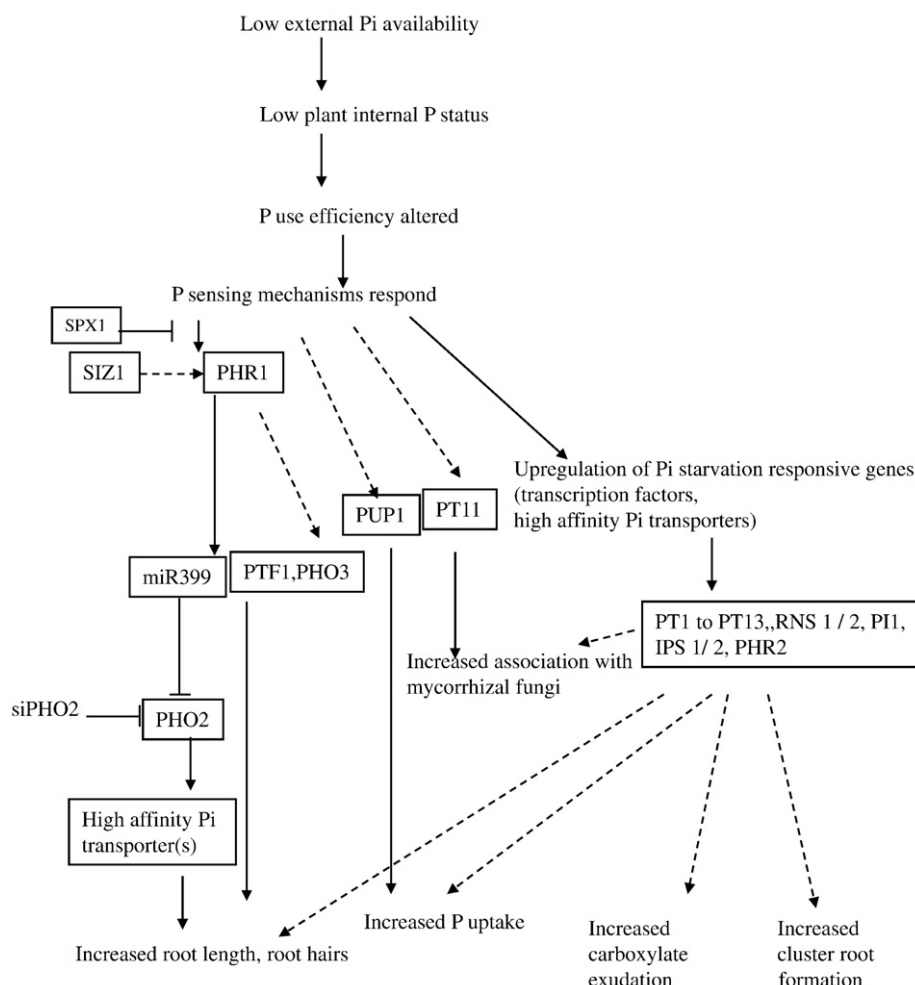 Low external Pi availability
Low plant internal P status
P use efficiency altered
P sensing mechanisms respond
SPX1
SIZ1
PHR1
Upregulation of Pi starvation responsive genes
(transcription factors,
high affinity Pi transporters)
PUP1
PT11
miR399
PTF1,PHO3
PT1 to PT13,,RNS 1 / 2, PI1,
IPS 1/ 2, PHR2
Increased association with
mycorrhizal fungi
siPHO2
PHO2
High affinity Pi
transporter(s)
Increased root length, root hairs
Increased P uptake
Increased
carboxylate
exudation
Increased
cluster root
formation